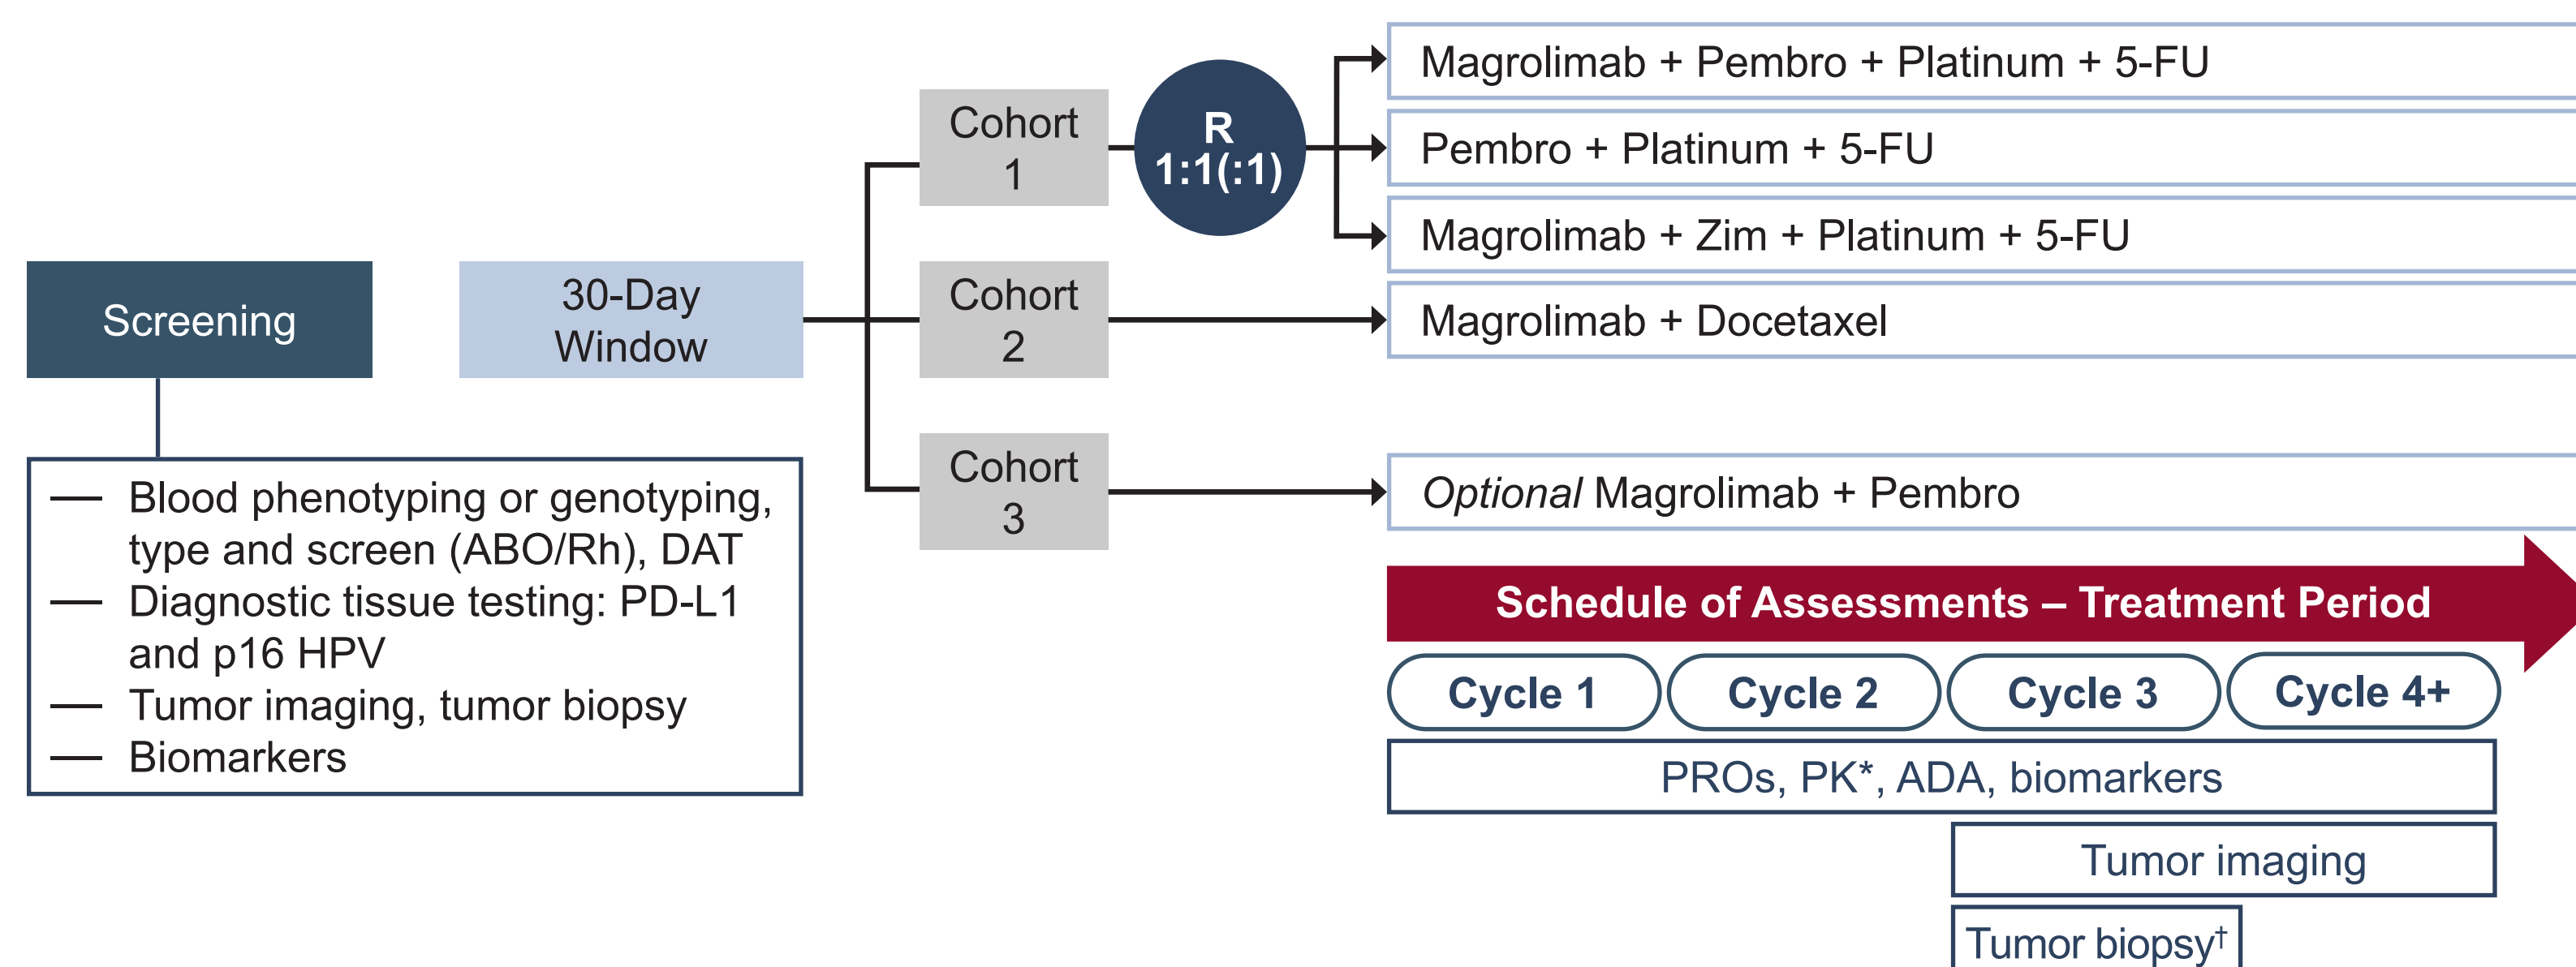 Screening
— Blood phenotyping or genotyping,
type and screen (ABO/Rh), DAT
— Diagnostic tissue testing: PD-L1
and p16 HPV
— Tumor imaging, tumor biopsy
— Biomarkers
30-Day
Window
Cohort
1
R
1:1(:1)
Magrolimab + Pembro + Platinum + 5-FU
Pembro + Platinum + 5-FU
Magrolimab + Zim + Platinum + 5-FU
Cohort
2
Magrolimab + Docetaxel
Cohort
3
Optional Magrolimab + Pembro
Schedule of Assessments – Treatment Period
Cycle 1
Cycle 2
Cycle 3
Cycle 4+
PROs, PK*, ADA, biomarkers
Tumor imaging
Tumor biopsy†